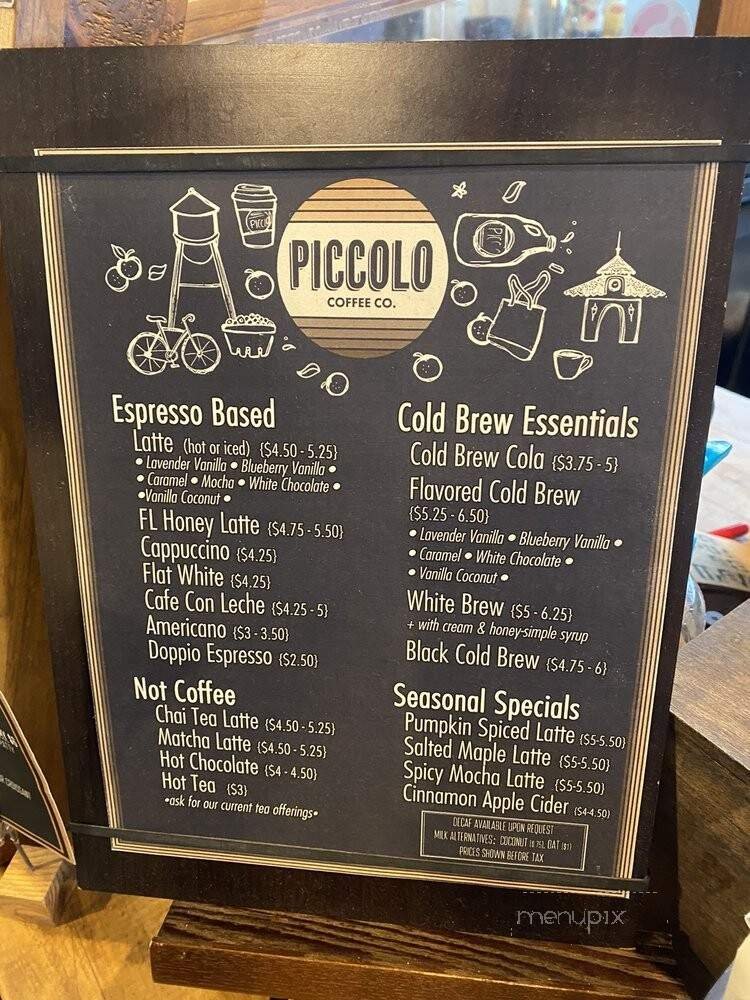 PICCOLO
COFFEE CO.
Espresso Based
Latte (hot or iced) {$4.50 - 5.25}
• Lavender Vanilla • Blueberry Vanilla •
• Caramel • Mocha • White Chocolate •
•Vanilla Coconut •
FL Honey Latte {$4.75 - 5.50}
Cappuccino {$4.25}
Flat White {$4.25}
Cafe Con Leche {$4.25 - 5}
Americano {$3 - 3.50}
Doppio Espresso {$2.50}
Not Coffee
Chai Tea Latte {$4.50 - 5.25}
Matcha Latte {$4.50 - 5.25}
Hot Chocolate {$4 - 4.50}
Hot Tea {$3}
•ask for our current tea offerings•
Cold Brew Essentials
Cold Brew Cola {$3.75 - 5}
Flavored Cold Brew
{$5.25 - 6.50}
• Lavender Vanilla • Blueberry Vanilla •
• Caramel • White Chocolate •
• Vanilla Coconut •
White Brew {$5 - 6.25}
+ with cream & honey-simple syrup
Black Cold Brew {$4.75 - 6}
Seasonal Specials
Pumpkin Spiced Latte {$5-5.50}
Salted Maple Latte {$5-5.50}
Spicy Mocha Latte {$5-5.50}
Cinnamon Apple Cider {$4-4.50}
DECAF AVAILABLE UPON REQUEST
MILK ALTERNATIVES: COCONUT {$.75}, OAT {$1}
PRICES SHOWN BEFORE TAX
menupix